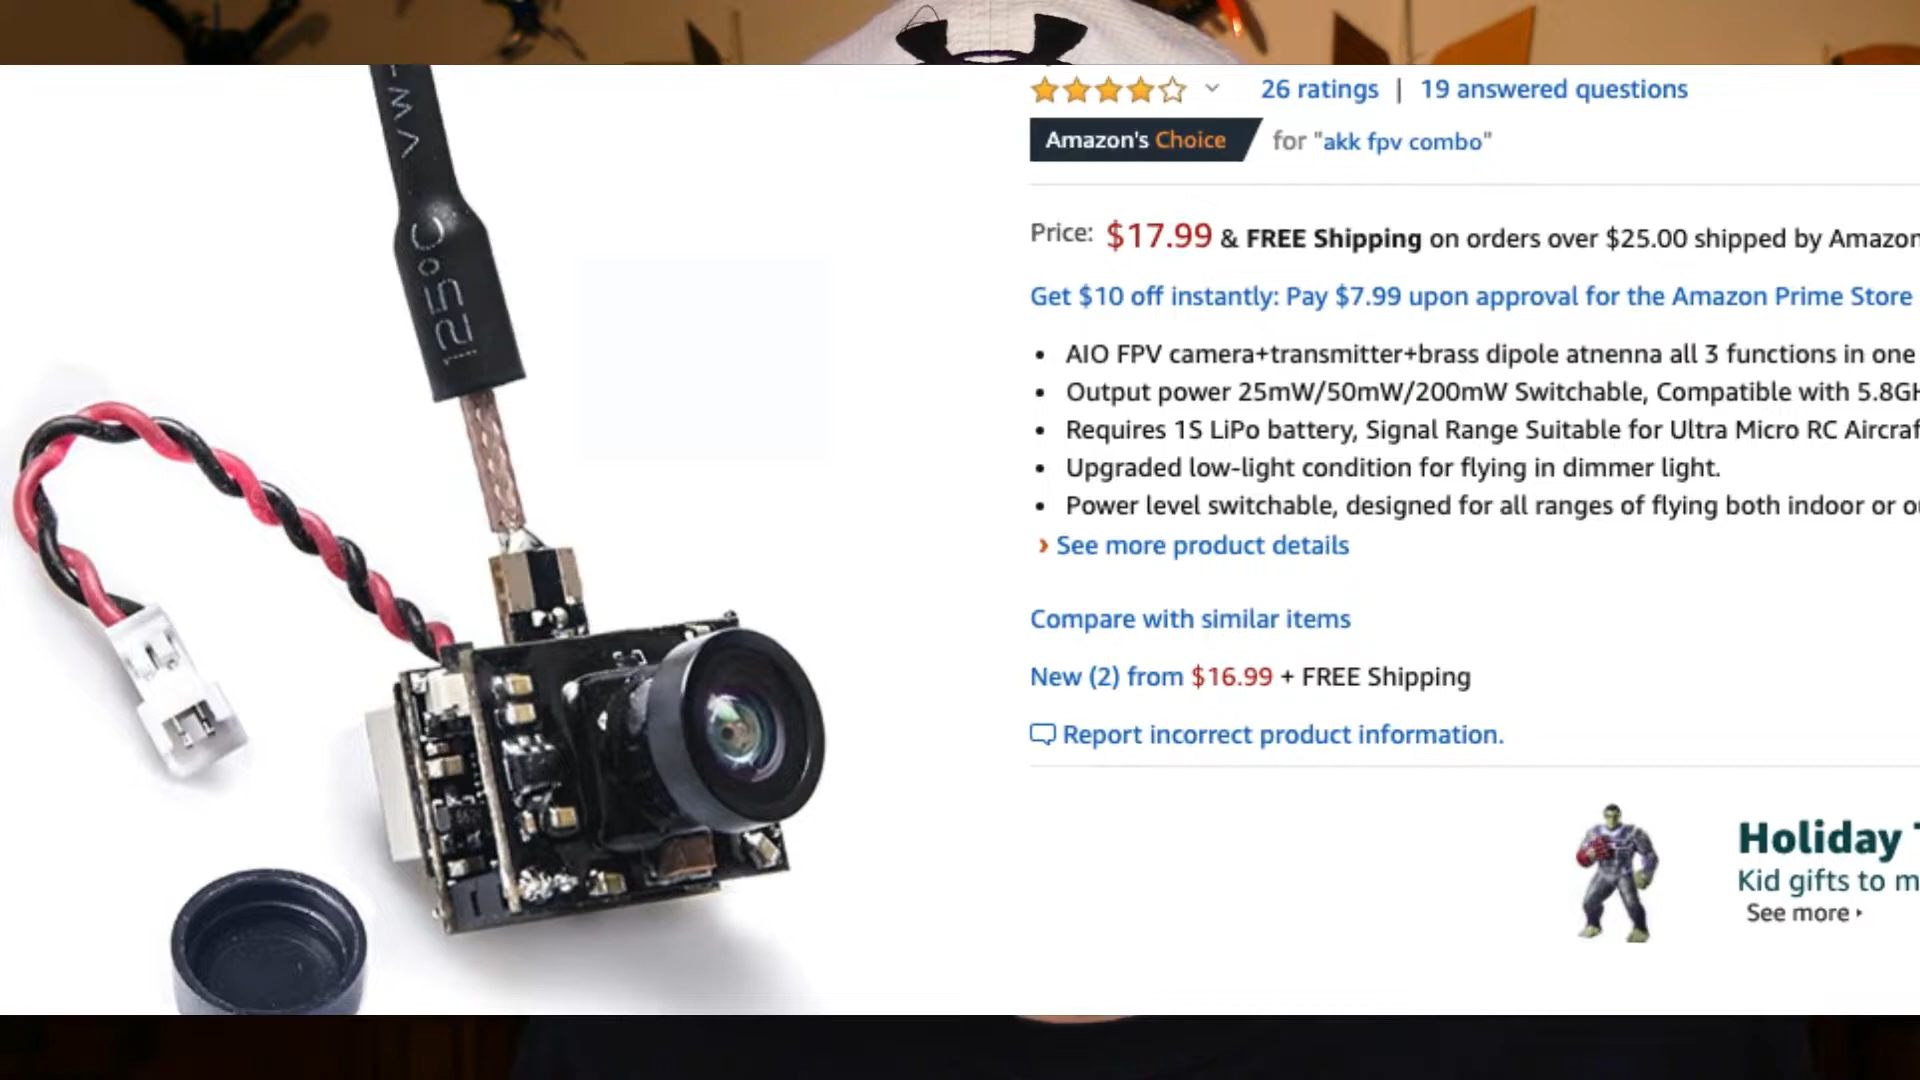 26 ratings | 19 answered questions
Amazon's Choice for "akk fpv combo"
Price: $17.99 & FREE Shipping on orders over $25.00 shipped by Amazon
Get $10 off instantly: Pay $7.99 upon approval for the Amazon Prime Store
• AIO FPV camera+transmitter+brass dipole atnenna all 3 functions in one
• Output power 25mW/50mW/200mW Switchable, Compatible with 5.8GH
• Requires 1S LiPo battery, Signal Range Suitable for Ultra Micro RC Aircraf
• Upgraded low-light condition for flying in dimmer light.
• Power level switchable, designed for all ranges of flying both indoor or ou
› See more product details
Compare with similar items
New (2) from $16.99 + FREE Shipping
Report incorrect product information.
Holiday
Kid gifts to m
See more
125°C VW-